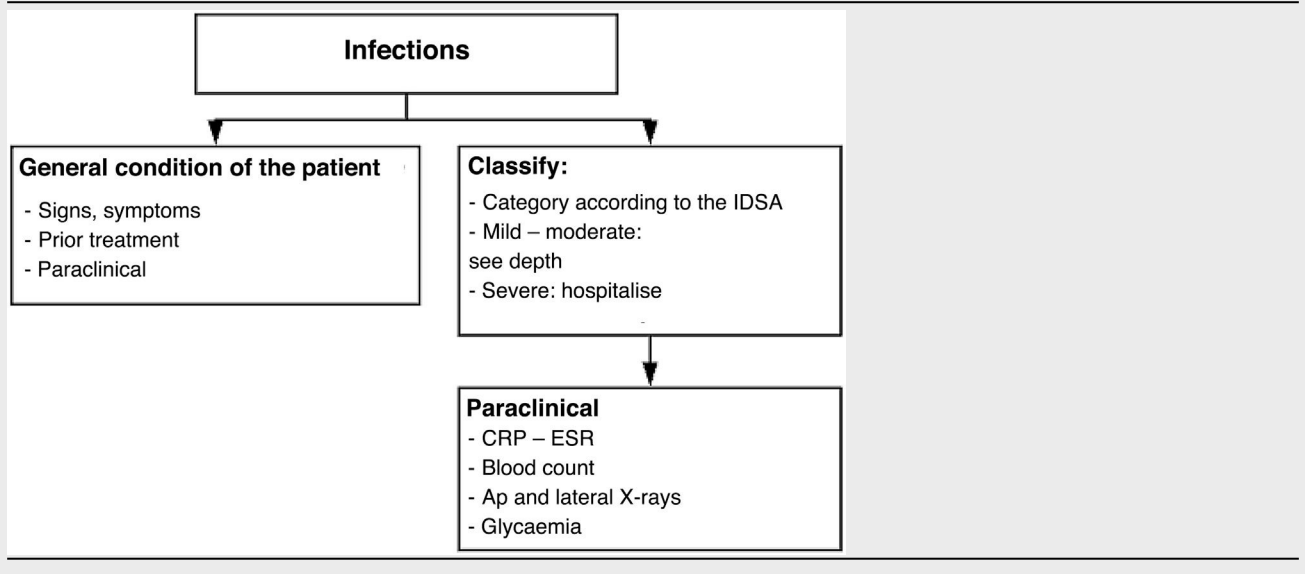 Infections
General condition of the patient
- Signs, symptoms
- Prior treatment
- Paraclinical
Classify:
- Category according to the IDSA
- Mild – moderate:
see depth
- Severe: hospitalise
Paraclinical
- CRP – ESR
- Blood count
- Ap and lateral X-rays
- Glycaemia